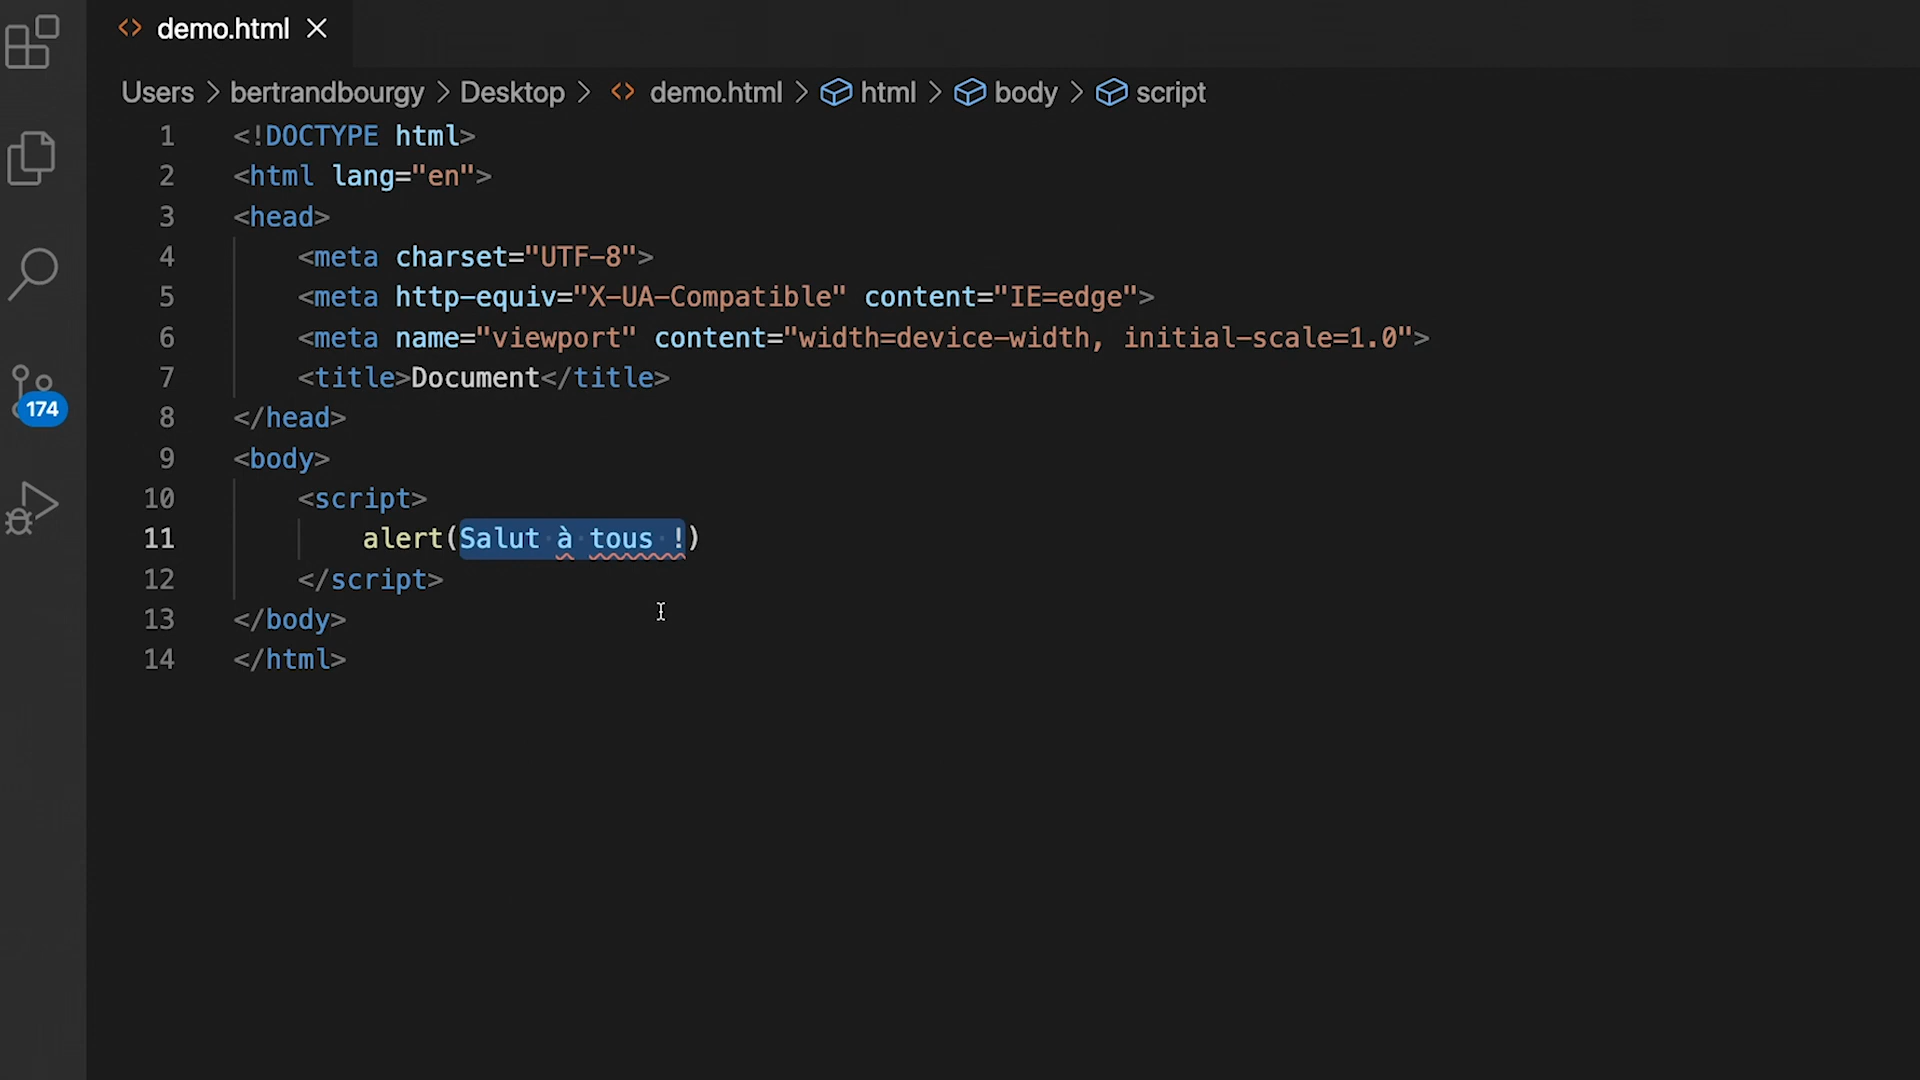 demo.html
Users > bertrandbourgy > Desktop > demo.html > html > body > script
1 <!DOCTYPE html>
2 <html lang="en">
3 <head>
4 <meta charset="UTF-8">
5 <meta http-equiv="X-UA-Compatible" content="IE=edge">
6 <meta name="viewport" content="width=device-width, initial-scale=1.0">
7 <title>Document</title>
8 </head>
9 <body>
10 <script>
11 alert(Salut à tous !)
12 </script>
13 </body>
14 </html>
174